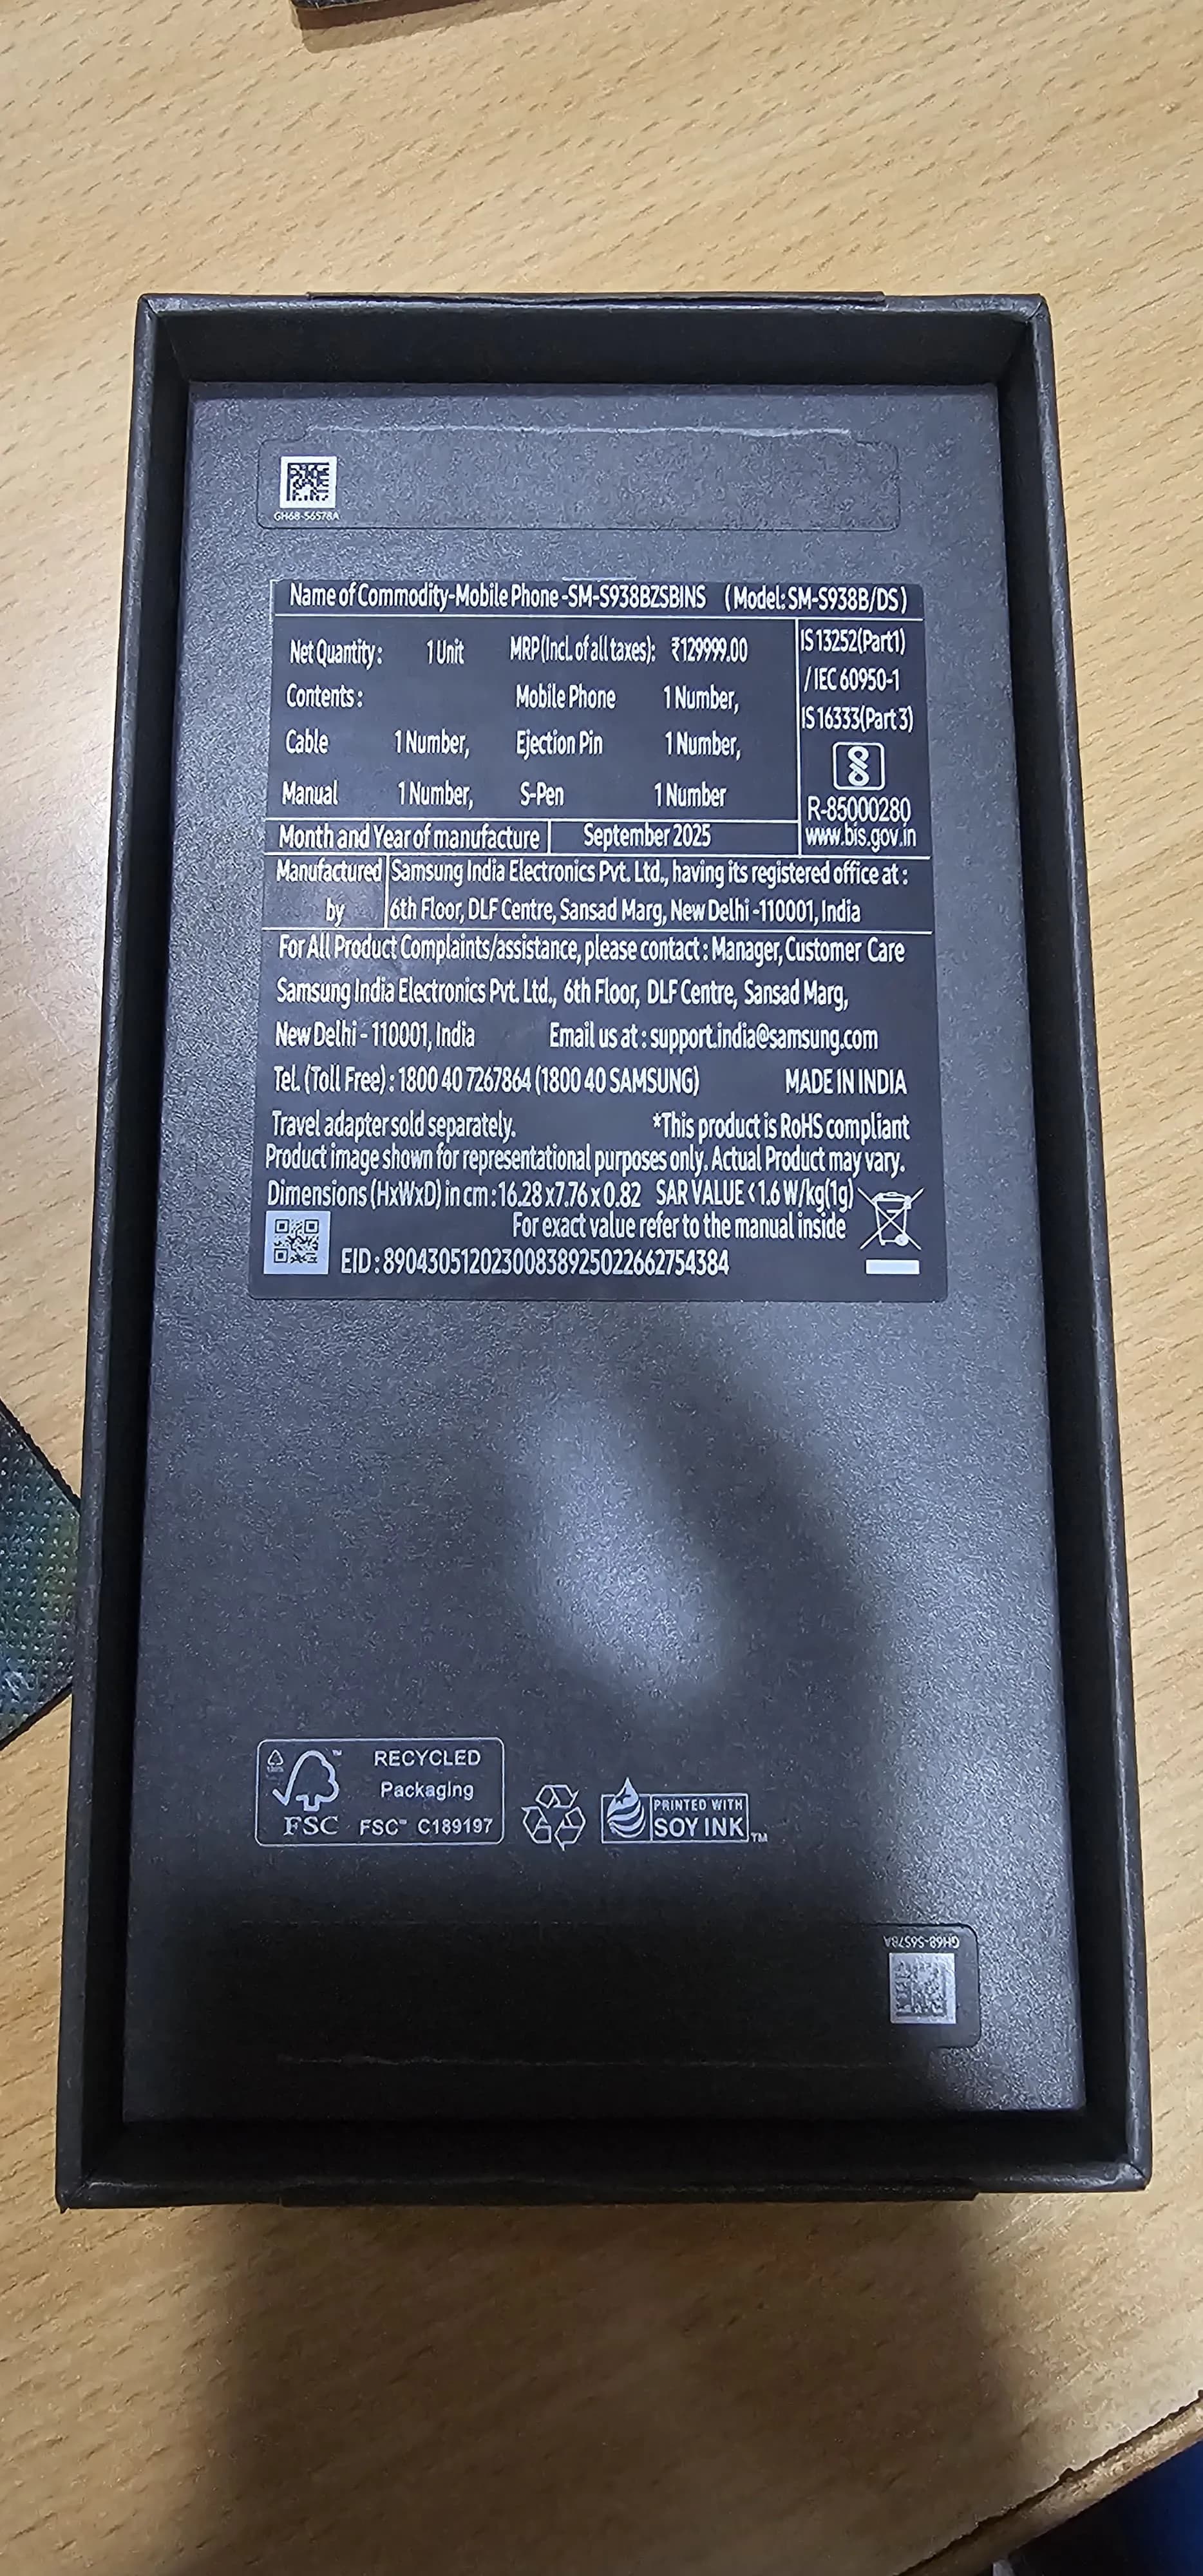 GH68-56578A
Name of Commodity-Mobile Phone -SM-S938BZSBINS (Model: SM-S938B/DS)
Net Quantity: 1 Unit MRP(Incl. of all taxes): ₹129999.00
Contents: Mobile Phone 1 Number,
Cable 1 Number, Ejection Pin 1 Number,
Manual 1 Number, S-Pen 1 Number
IS 13252(Part1)
/ IEC 60950-1
IS 16333(Part 3)
R-85000280
www.bis.gov.in
Month and Year of manufacture September 2025
Manufactured by Samsung India Electronics Pvt. Ltd., having its registered office at :
6th Floor, DLF Centre, Sansad Marg, New Delhi -110001, India
For All Product Complaints/assistance, please contact : Manager, Customer Care
Samsung India Electronics Pvt. Ltd., 6th Floor, DLF Centre, Sansad Marg,
New Delhi - 110001, India Email us at : support.india@samsung.com
Tel. (Toll Free) : 1800 40 7267864 (1800 40 SAMSUNG) MADE IN INDIA
Travel adapter sold separately. *This product is RoHS compliant
Product image shown for representational purposes only. Actual Product may vary.
Dimensions (HxWxD) in cm : 16.28 x 7.76 x 0.82 SAR VALUE < 1.6 W/kg(1g)
For exact value refer to the manual inside
EID : 89043051202300838925022662754384
RECYCLED
Packaging
FSC FSC™ C189197
PRINTED WITH
SOY INK™
GH68-56578A